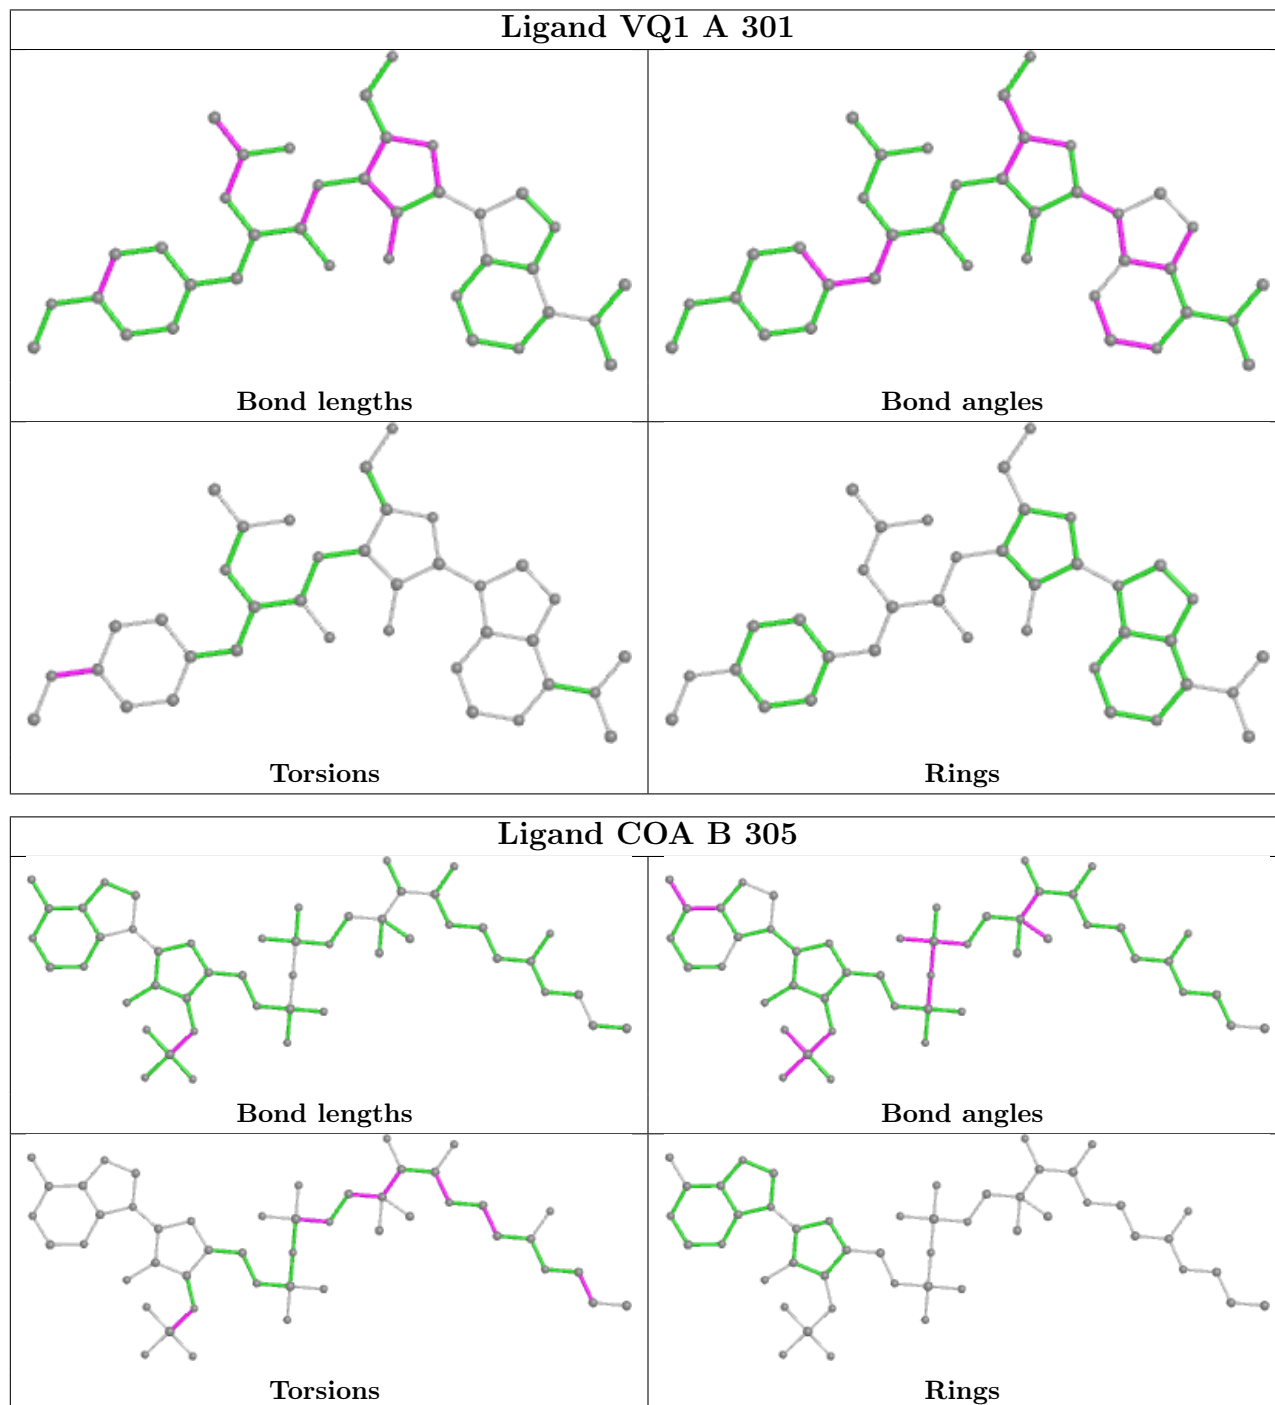 Ligand VQ1 A 301
Bond lengths
Bond angles
Torsions
Rings
Ligand COA B 305
Bond lengths
Bond angles
Torsions
Rings